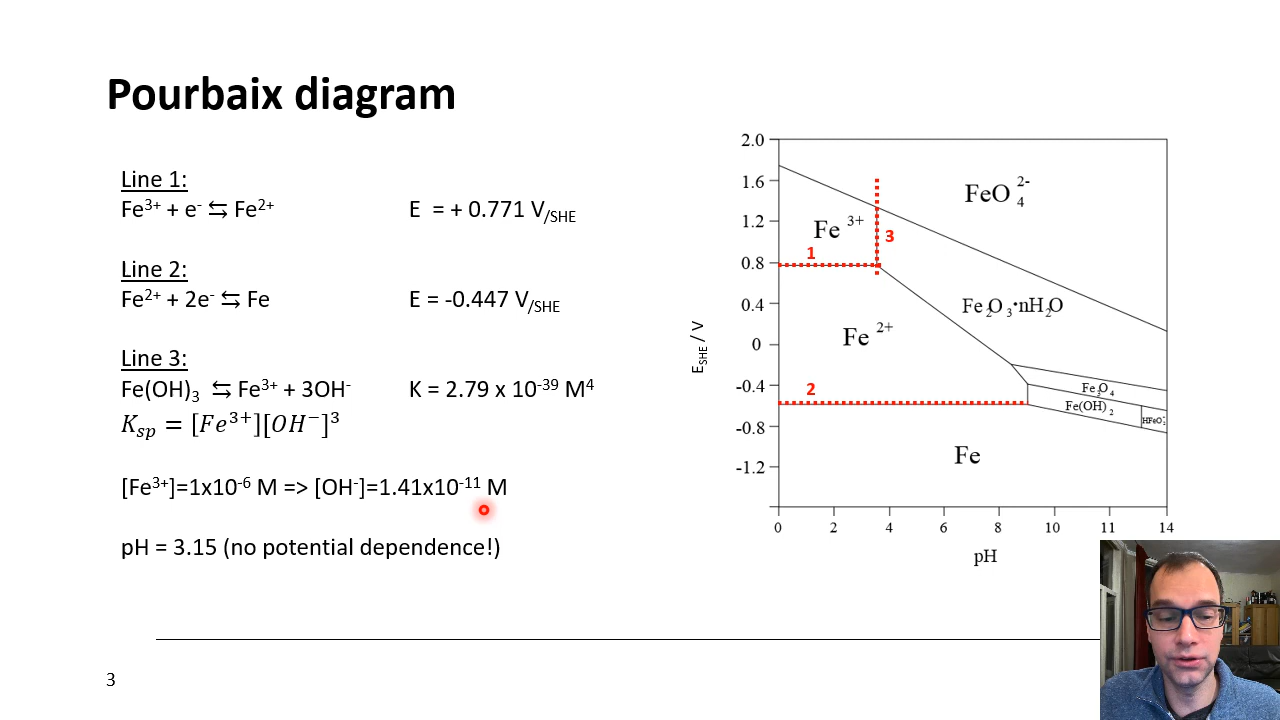 Pourbaix diagram
Line 1:
Fe³⁺ + e⁻ ⇆ Fe²⁺ E = + 0.771 V/SHE
Line 2:
Fe²⁺ + 2e⁻ ⇆ Fe E = -0.447 V/SHE
Line 3:
Fe(OH)₃ ⇆ Fe³⁺ + 3OH⁻ K = 2.79 x 10⁻³⁹ M⁴
Kₛₚ = [Fe³⁺][OH⁻]³
[Fe³⁺]=1x10⁻⁶ M => [OH⁻]=1.41x10⁻¹¹ M
pH = 3.15 (no potential dependence!)
3
2.0
1.6
1.2
0.8
0.4
0
-0.4
-0.8
-1.2
E_SHE / V
FeO₄²⁻
Fe³⁺
3
1
Fe₂O₃•nH₂O
Fe²⁺
2
Fe₃O₄
Fe(OH)₂
HFeO₂⁻
Fe
0 2 4 6 8 10 11 14
pH